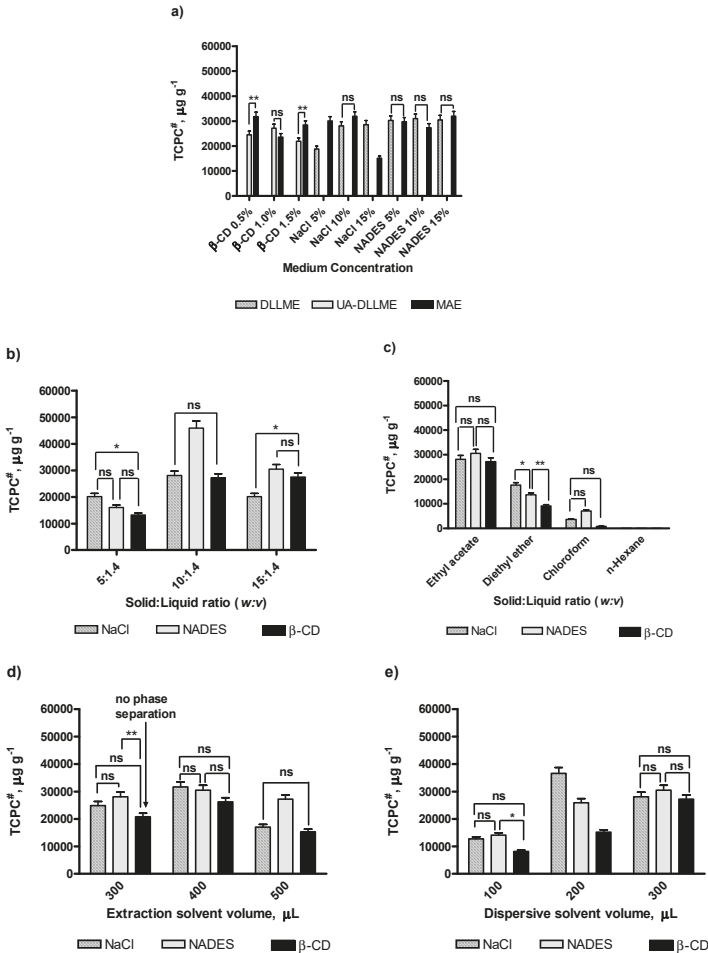 a)
TCPC#, µg g-1
60000
50000
40000
30000
20000
10000
0
**
ns
**
ns
ns
ns
ns
β-CD 0.5%
β-CD 1.0%
β-CD 1.5%
NaCl 5%
NaCl 10%
NaCl 15%
NADES 5%
NADES 10%
NADES 15%
Medium Concentration
DLLME UA-DLLME MAE
b)
TCPC#, µg g-1
60000
50000
40000
30000
20000
10000
0
*
ns ns
ns
*
ns
5:1.4 10:1.4 15:1.4
Solid:Liquid ratio (w:v)
NaCl NADES β-CD
c)
TCPC#, µg g-1
60000
50000
40000
30000
20000
10000
0
ns
ns ns
* **
ns
ns
Ethyl acetate
Diethyl ether
Chloroform
n-Hexane
Solid:Liquid ratio (w:v)
NaCl NADES β-CD
d)
no phase
separation
TCPC#, µg g-1
60000
50000
40000
30000
20000
10000
0
**
ns
ns
ns
ns ns
ns
300 400 500
Extraction solvent volume, µL
NaCl NADES β-CD
e)
TCPC#, µg g-1
60000
50000
40000
30000
20000
10000
0
ns
ns *
ns
ns ns
100 200 300
Dispersive solvent volume, µL
NaCl NADES β-CD